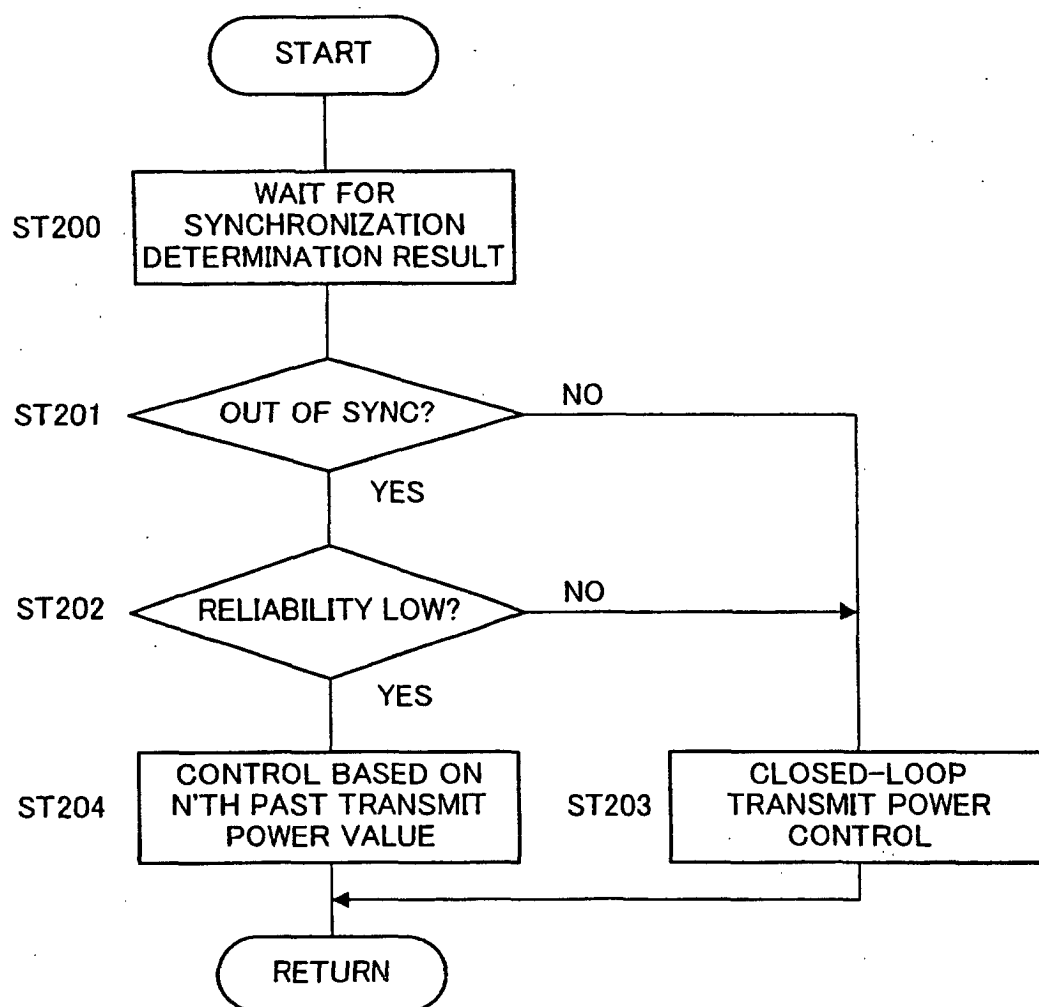 START
ST200
WAIT FOR
SYNCHRONIZATION
DETERMINATION RESULT
ST201
OUT OF SYNC?
NO
YES
ST202
RELIABILITY LOW?
NO
YES
ST204
CONTROL BASED ON
N'TH PAST TRANSMIT
POWER VALUE
ST203
CLOSED-LOOP
TRANSMIT POWER
CONTROL
RETURN